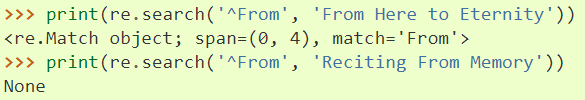 >>> print(re.search('^From', 'From Here to Eternity'))
<re.Match object; span=(0, 4), match='From'>
>>> print(re.search('^From', 'Reciting From Memory'))
None